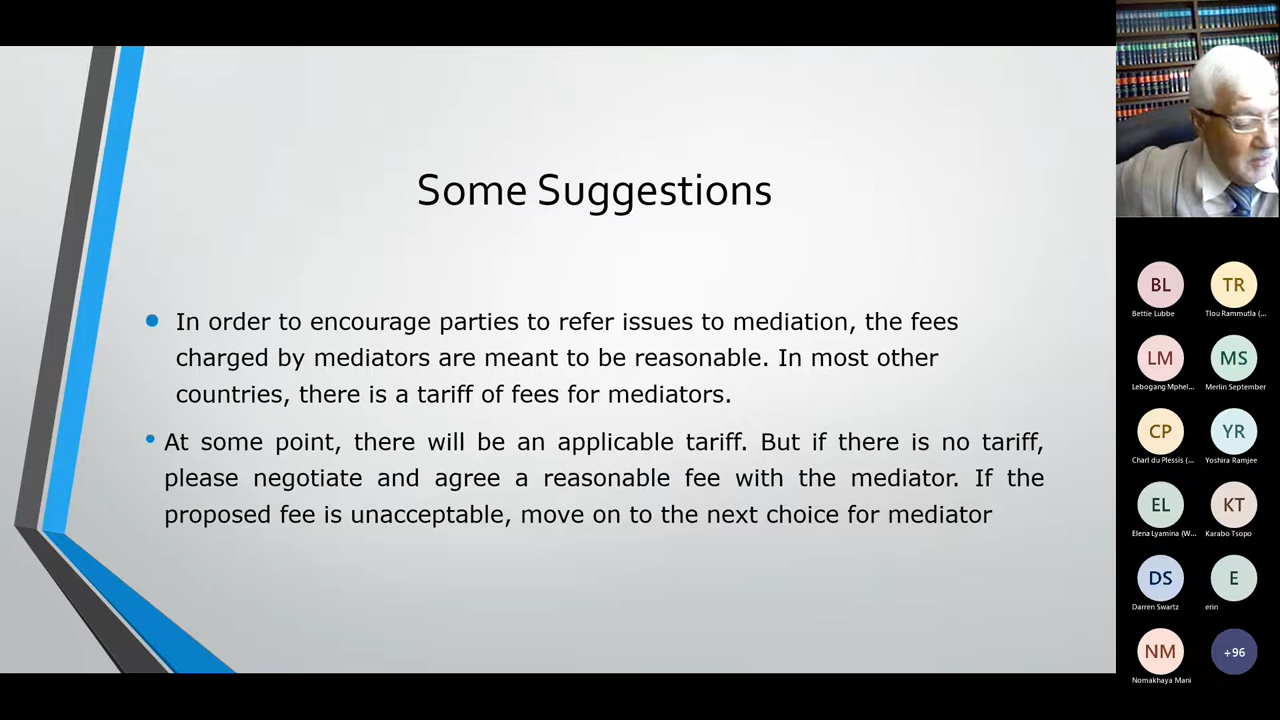 Some Suggestions
In order to encourage parties to refer issues to mediation, the fees
charged by mediators are meant to be reasonable. In most other
countries, there is a tariff of fees for mediators.
At some point, there will be an applicable tariff. But if there is no tariff,
please negotiate and agree a reasonable fee with the mediator. If the
proposed fee is unacceptable, move on to the next choice for mediator
BL
TR
Bettie Lubbe
Tlou Rammutla (...
LM
MS
Lebogang Mphel...
Merlin September
CP
YR
Charl du Plessis (...
Yoshira Ramjee
EL
KT
Elena Lyamina (W...
Karabo Tsopo
DS
E
Darren Swartz
erin
NM
+96
Nomakhaya Mani